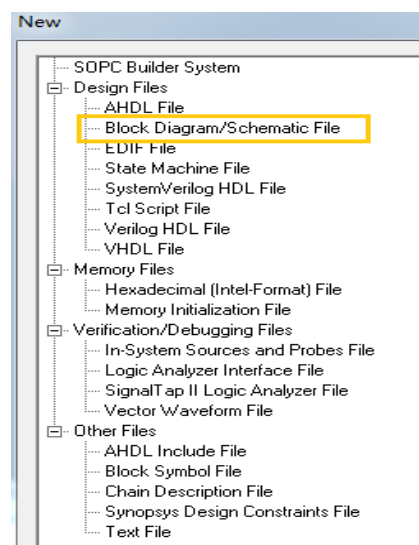 New
SOPC Builder System
Design Files
AHDL File
Block Diagram/Schematic File
EDIF File
State Machine File
SystemVerilog HDL File
Tcl Script File
Verilog HDL File
VHDL File
Memory Files
Hexadecimal (Intel-Format) File
Memory Initialization File
Verification/Debugging Files
In-System Sources and Probes File
Logic Analyzer Interface File
SignalTap II Logic Analyzer File
Vector Waveform File
Other Files
AHDL Include File
Block Symbol File
Chain Description File
Synopsys Design Constraints File
Text File